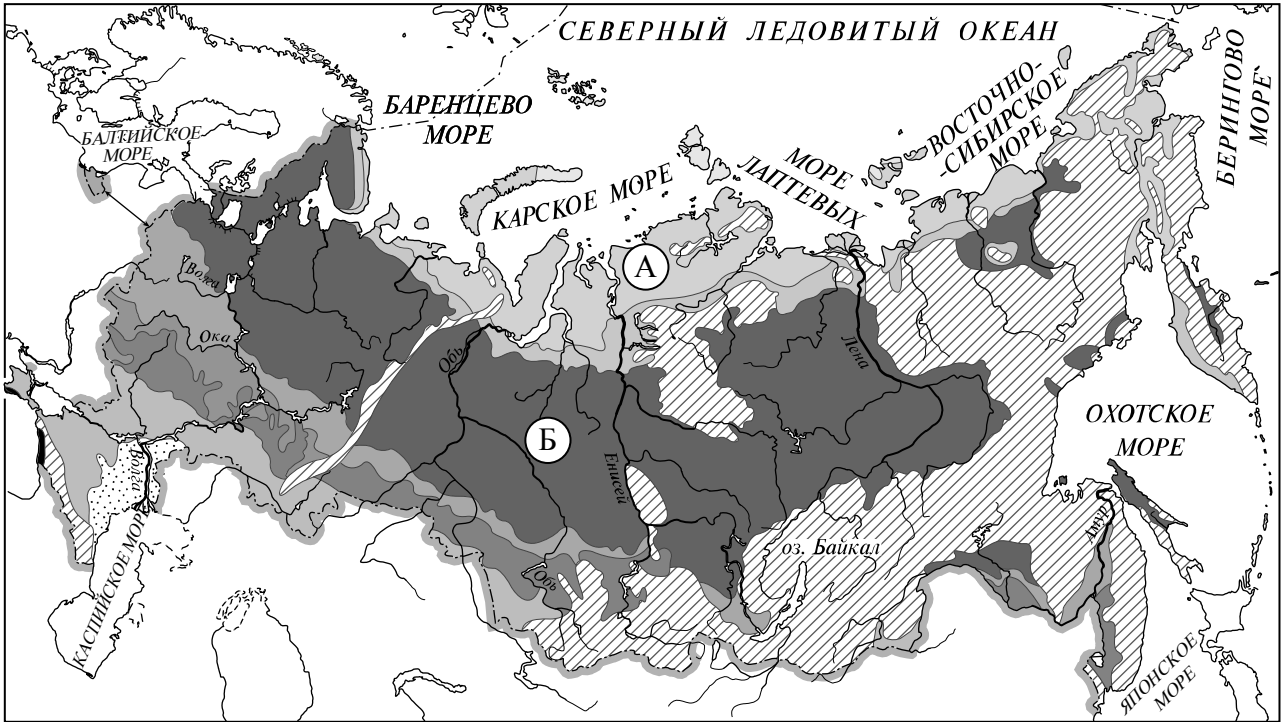 СЕВЕРНЫЙ ЛЕДОВИТЫЙ ОКЕАН
БАРЕНЦЕВО
МОРЕ
БАЛТИЙСКОЕ
МОРЕ
КАРСКОЕ МОРЕ
МОРЕ
ЛАПТЕВЫХ
ВОСТОЧНО-
-СИБИРСКОЕ
МОРЕ
БЕРИНГОВО
МОРЕ
А
Волга
Ока
Обь
Лена
Б
Енисей
ОХОТСКОЕ
МОРЕ
Волга
Амур
оз. Байкал
Обь
КАСПИЙСКОЕ МОРЕ
ЯПОНСКОЕ
МОРЕ